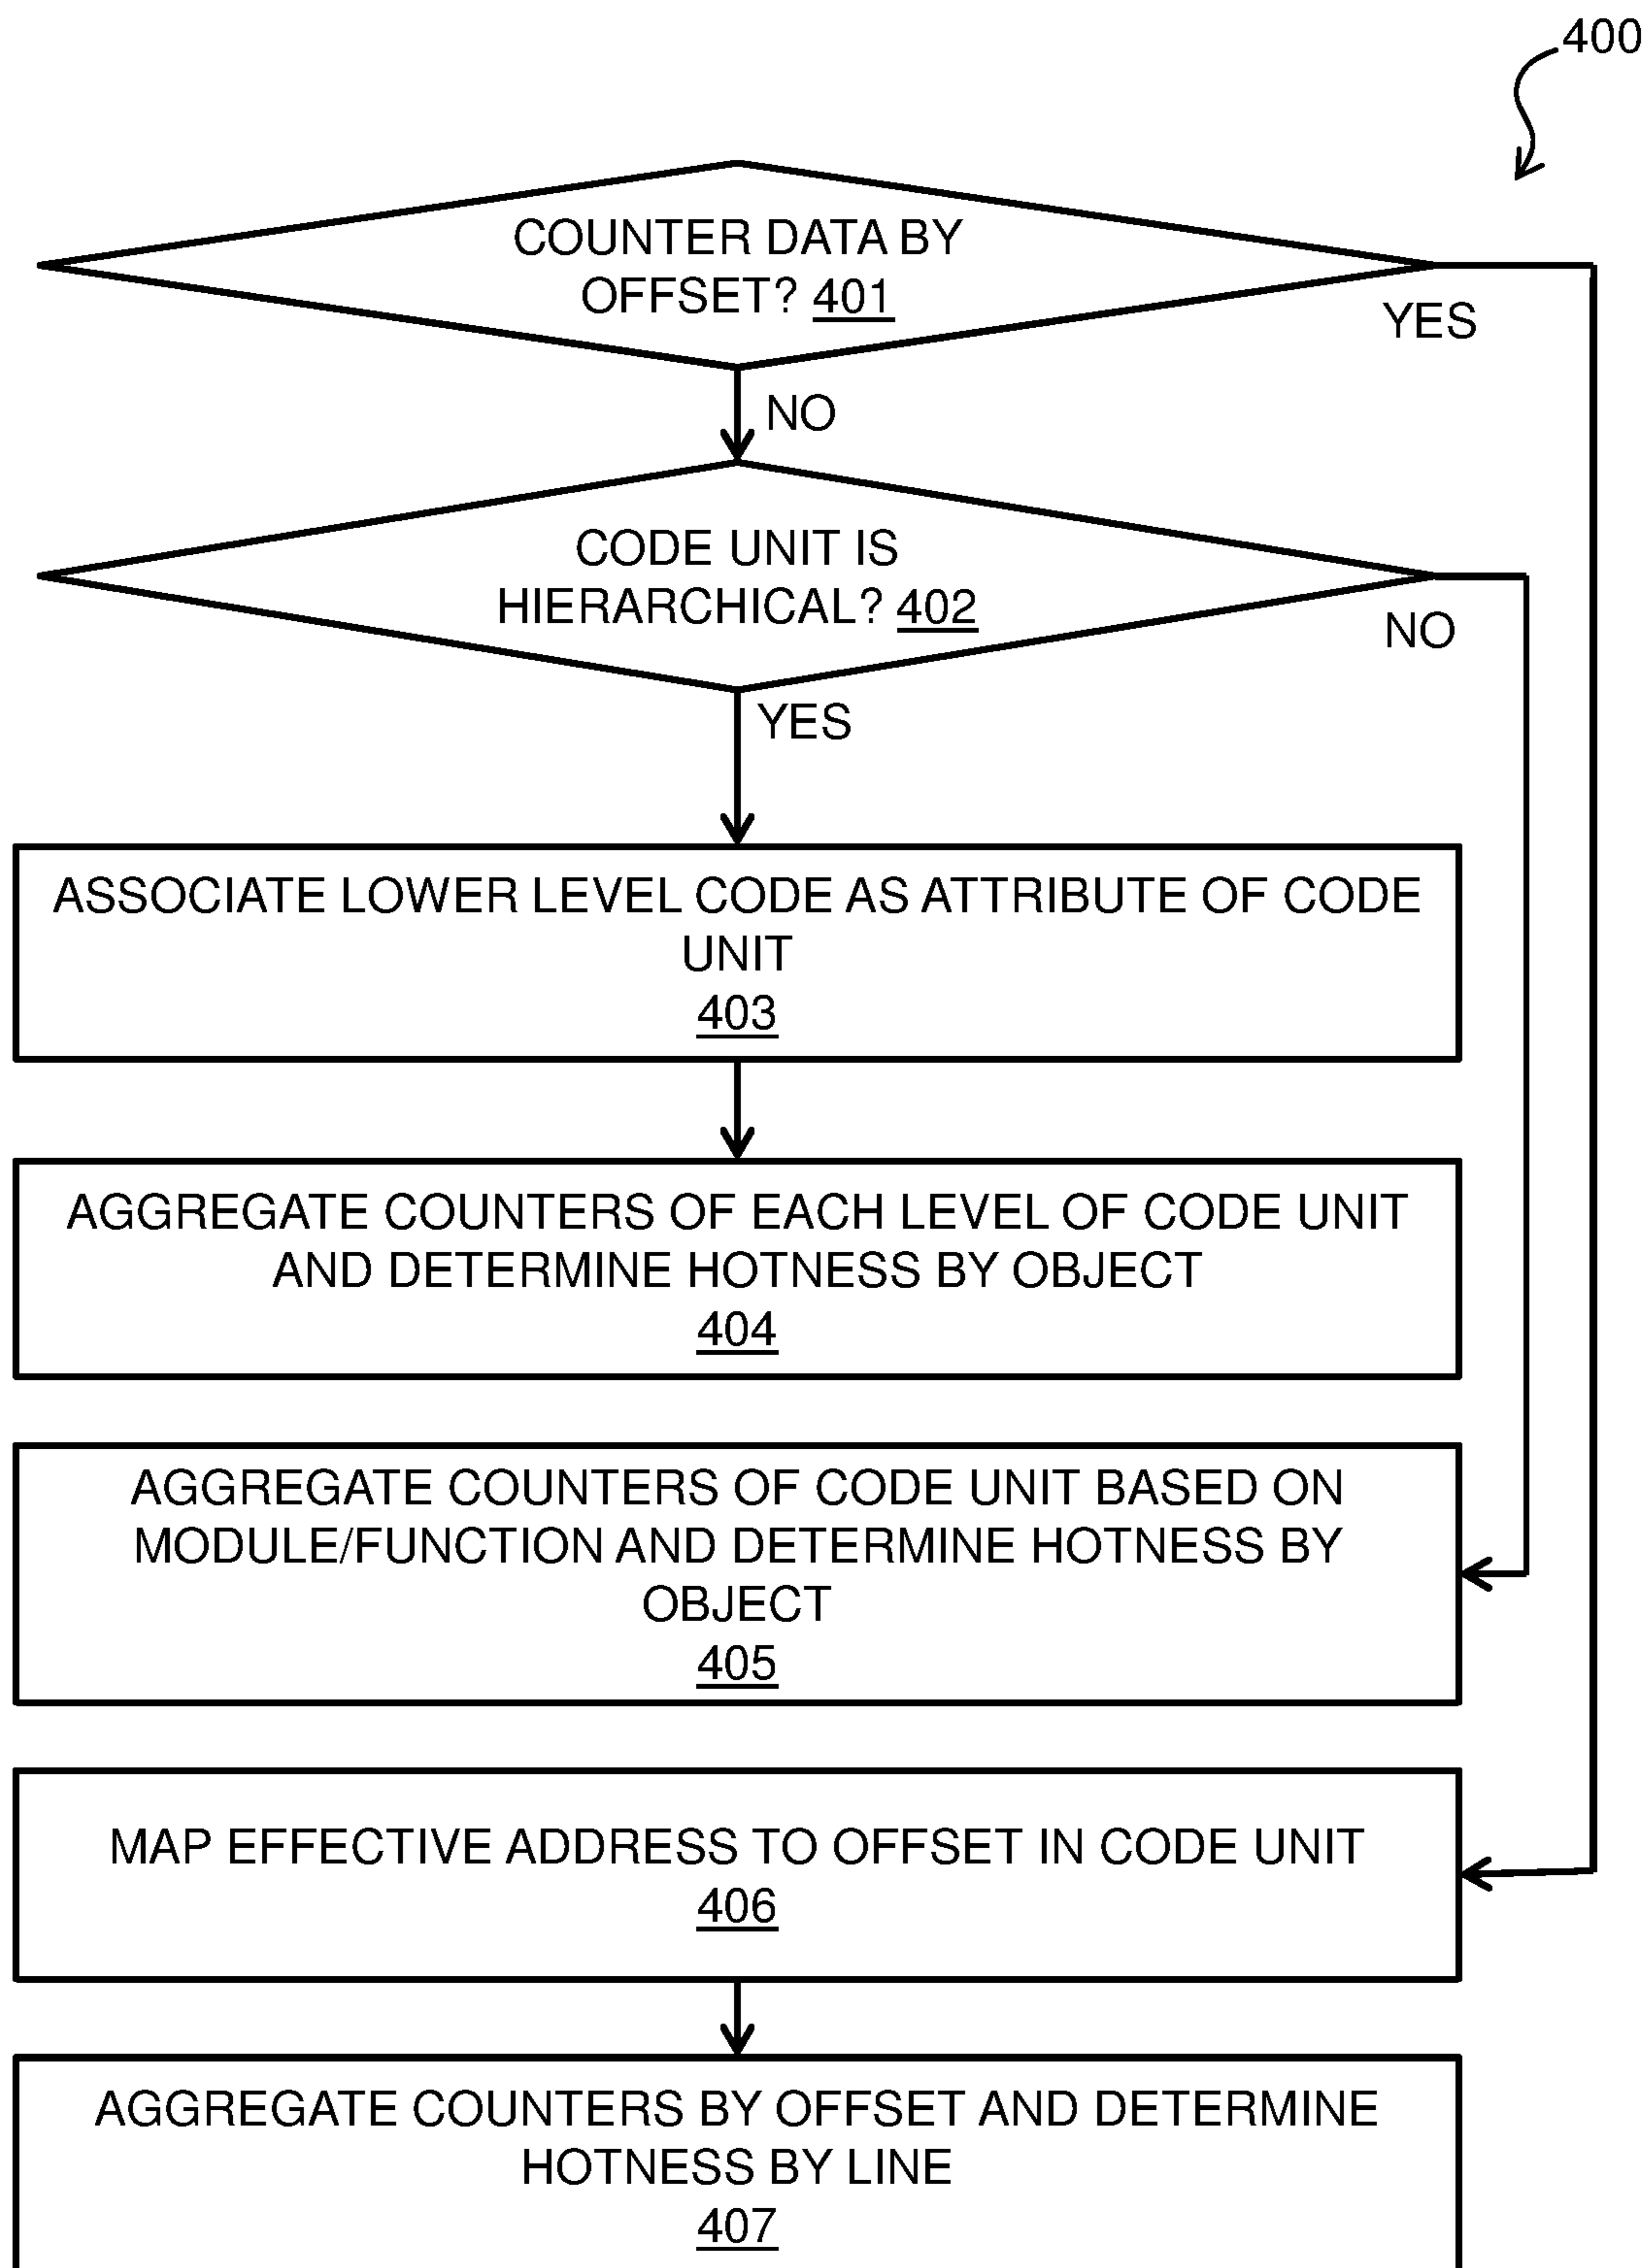 400
COUNTER DATA BY
OFFSET? 401
YES
NO
CODE UNIT IS
HIERARCHICAL? 402
NO
YES
ASSOCIATE LOWER LEVEL CODE AS ATTRIBUTE OF CODE
UNIT
403
AGGREGATE COUNTERS OF EACH LEVEL OF CODE UNIT
AND DETERMINE HOTNESS BY OBJECT
404
AGGREGATE COUNTERS OF CODE UNIT BASED ON
MODULE/FUNCTION AND DETERMINE HOTNESS BY
OBJECT
405
MAP EFFECTIVE ADDRESS TO OFFSET IN CODE UNIT
406
AGGREGATE COUNTERS BY OFFSET AND DETERMINE
HOTNESS BY LINE
407